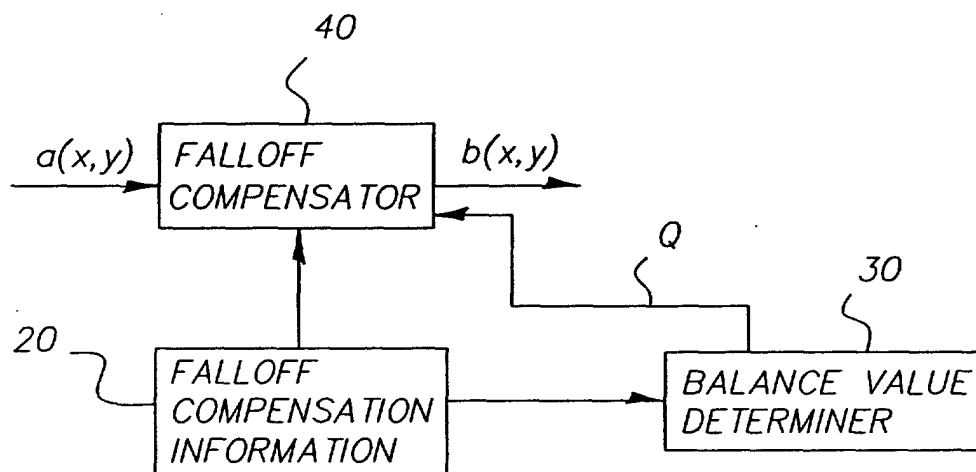 40
a(x,y)
FALLOFF
COMPENSATOR
b(x,y)
Q
30
20
FALLOFF
COMPENSATION
INFORMATION
BALANCE VALUE
DETERMINER